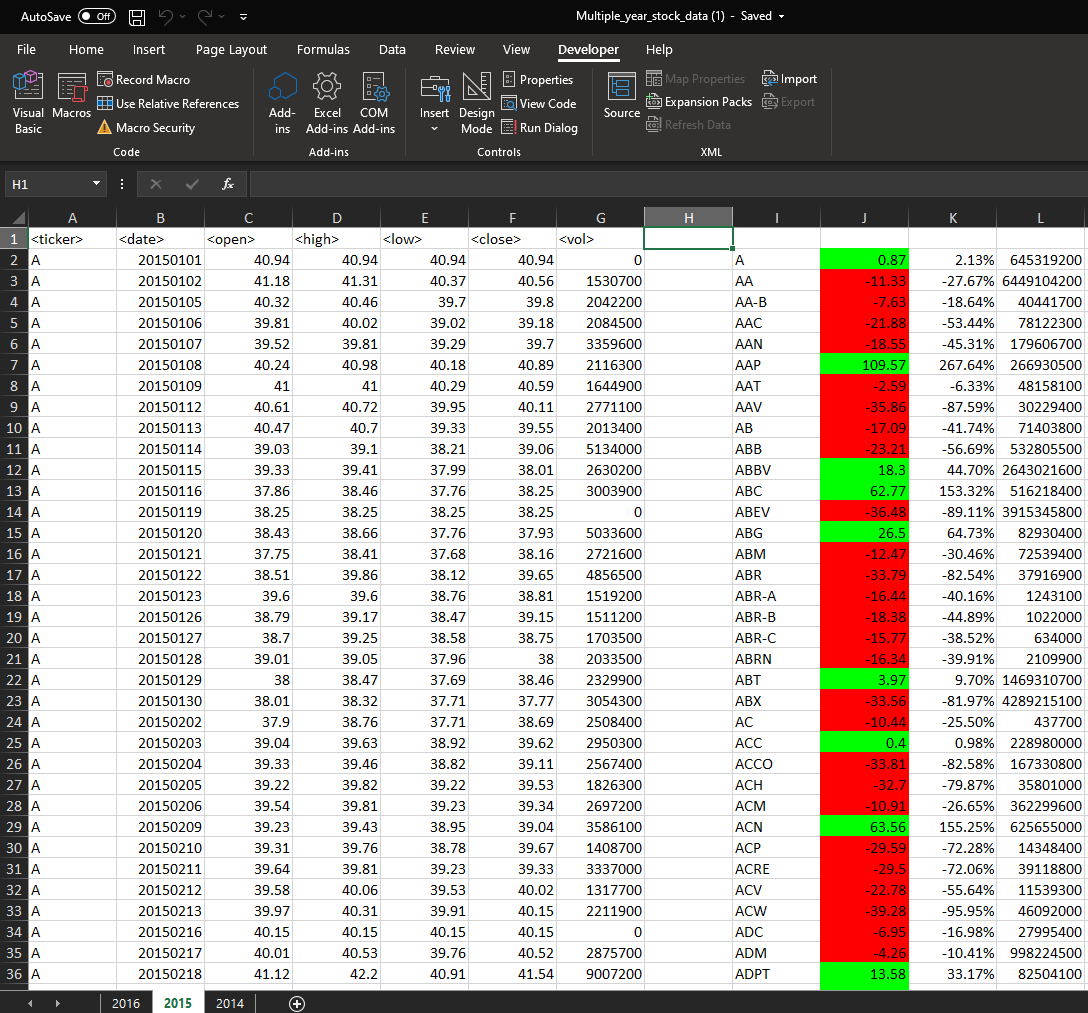 AutoSave Off Multiple_year_stock_data (1) - Saved
File Home Insert Page Layout Formulas Data Review View Developer Help
Visual Basic Macros Record Macro Use Relative References Macro Security
Add-ins Excel Add-ins COM Add-ins
Insert Design Mode Properties View Code Run Dialog
Source Map Properties Expansion Packs Refresh Data Import Export
Code Add-ins Controls XML
H1 fx
A B C D E F G H I J K L
1 <ticker> <date> <open> <high> <low> <close> <vol>
2 A 20150101 40.94 40.94 40.94 40.94 0 A 0.87 2.13% 645319200
3 A 20150102 41.18 41.31 40.37 40.56 1530700 AA -11.33 -27.67% 6449104200
4 A 20150105 40.32 40.46 39.7 39.8 2042200 AA-B -7.63 -18.64% 40441700
5 A 20150106 39.81 40.02 39.02 39.18 2084500 AAC -21.88 -53.44% 78122300
6 A 20150107 39.52 39.81 39.29 39.7 3359600 AAN -18.55 -45.31% 179606700
7 A 20150108 40.24 40.98 40.18 40.89 2116300 AAP 109.57 267.64% 266930500
8 A 20150109 41 41 40.29 40.59 1644900 AAT -2.59 -6.33% 48158100
9 A 20150112 40.61 40.72 39.95 40.11 2771100 AAV -35.86 -87.59% 30229400
10 A 20150113 40.47 40.7 39.33 39.55 2013400 AB -17.09 -41.74% 71403800
11 A 20150114 39.03 39.1 38.21 39.06 5134000 ABB -23.21 -56.69% 532805500
12 A 20150115 39.33 39.41 37.99 38.01 2630200 ABBV 18.3 44.70% 2643021600
13 A 20150116 37.86 38.46 37.76 38.25 3003900 ABC 62.77 153.32% 516218400
14 A 20150119 38.25 38.25 38.25 38.25 0 ABEV -36.48 -89.11% 3915345800
15 A 20150120 38.43 38.66 37.76 37.93 5033600 ABG 26.5 64.73% 82930400
16 A 20150121 37.75 38.41 37.68 38.16 2721600 ABM -12.47 -30.46% 72539400
17 A 20150122 38.51 39.86 38.12 39.65 4856500 ABR -33.79 -82.54% 37916900
18 A 20150123 39.6 39.6 38.76 38.81 1519200 ABR-A -16.44 -40.16% 1243100
19 A 20150126 38.79 39.17 38.47 39.15 1511200 ABR-B -18.38 -44.89% 1022000
20 A 20150127 38.7 39.25 38.58 38.75 1703500 ABR-C -15.77 -38.52% 634000
21 A 20150128 39.01 39.05 37.96 38 2033500 ABRN -16.34 -39.91% 2109900
22 A 20150129 38 38.47 37.69 38.46 2329900 ABT 3.97 9.70% 1469310700
23 A 20150130 38.01 38.32 37.71 37.77 3054300 ABX -33.56 -81.97% 4289215100
24 A 20150202 37.9 38.76 37.71 38.69 2508400 AC -10.44 -25.50% 437700
25 A 20150203 39.04 39.63 38.92 39.62 2950300 ACC 0.4 0.98% 228980000
26 A 20150204 39.33 39.46 38.82 39.11 2567400 ACCO -33.81 -82.58% 167330800
27 A 20150205 39.22 39.82 39.22 39.53 1826300 ACH -32.7 -79.87% 35801000
28 A 20150206 39.54 39.81 39.23 39.34 2697200 ACM -10.91 -26.65% 362299600
29 A 20150209 39.23 39.43 38.95 39.04 3586100 ACN 63.56 155.25% 625655000
30 A 20150210 39.31 39.76 38.78 39.67 1408700 ACP -29.59 -72.28% 14348400
31 A 20150211 39.64 39.81 39.23 39.33 3337000 ACRE -29.5 -72.06% 39118800
32 A 20150212 39.58 40.06 39.53 40.02 1317700 ACV -22.78 -55.64% 11539300
33 A 20150213 39.97 40.31 39.91 40.15 2211900 ACW -39.28 -95.95% 46092000
34 A 20150216 40.15 40.15 40.15 40.15 0 ADC -6.95 -16.98% 27995400
35 A 20150217 40.01 40.53 39.76 40.52 2875700 ADM -4.26 -10.41% 998224500
36 A 20150218 41.12 42.2 40.91 41.54 9007200 ADPT 13.58 33.17% 82504100
2016 2015 2014